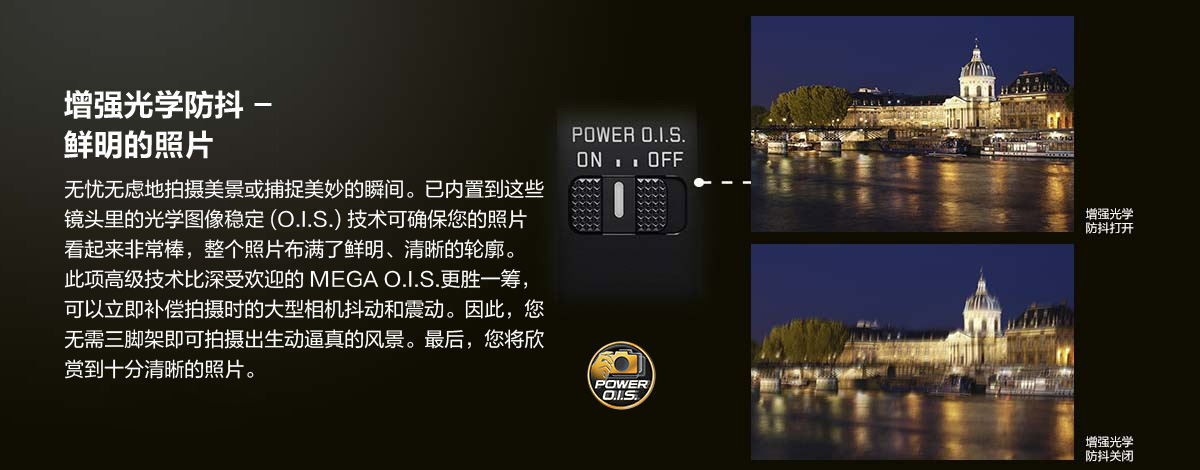 增强光学防抖 –
鲜明的照片
无忧无虑地拍摄美景或捕捉美妙的瞬间。已内置到这些
镜头里的光学图像稳定 (O.I.S.) 技术可确保您的照片
看起来非常棒，整个照片布满了鲜明、清晰的轮廓。
此项高级技术比深受欢迎的 MEGA O.I.S.更胜一筹，
可以立即补偿拍摄时的大型相机抖动和震动。因此，您
无需三脚架即可拍摄出生动逼真的风景。最后，您将欣
赏到十分清晰的照片。
POWER O.I.S.
ON OFF
POWER
O.I.S.
增强光学
防抖打开
增强光学
防抖关闭